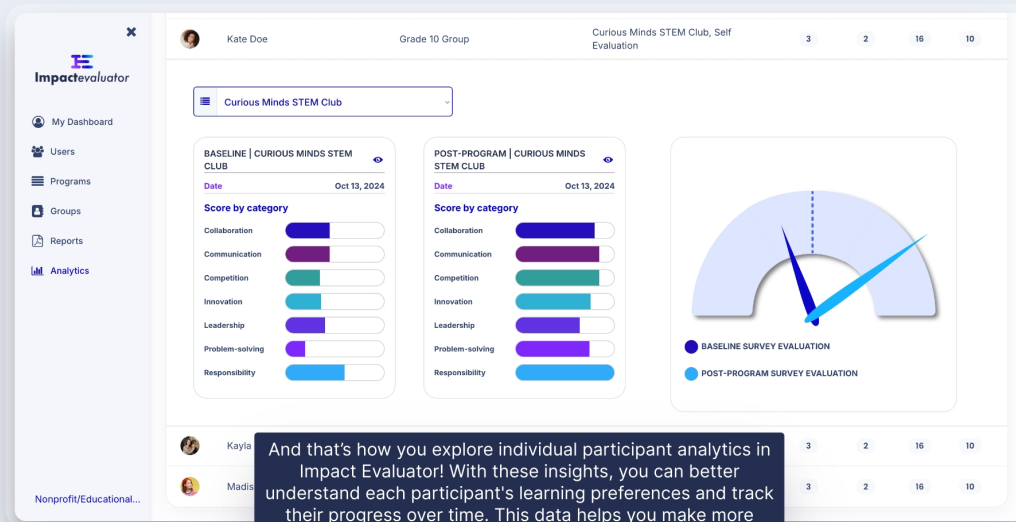 Kate Doe Grade 10 Group Curious Minds STEM Club, Self Evaluation 3 2 16 10
Impactevaluator
My Dashboard
Users
Programs
Groups
Reports
Analytics
Nonprofit/Educational...
Curious Minds STEM Club
BASELINE | CURIOUS MINDS STEM
CLUB
Date Oct 13, 2024
Score by category
Collaboration
Communication
Competition
Innovation
Leadership
Problem-solving
Responsibility
POST-PROGRAM | CURIOUS MINDS
STEM CLUB
Date Oct 13, 2024
Score by category
Collaboration
Communication
Competition
Innovation
Leadership
Problem-solving
Responsibility
BASELINE SURVEY EVALUATION
POST-PROGRAM SURVEY EVALUATION
Kayla 3 2 16 10
Madis 3 2 16 10
And that's how you explore individual participant analytics in
Impact Evaluator! With these insights, you can better
understand each participant's learning preferences and track
their progress over time. This data helps you make more